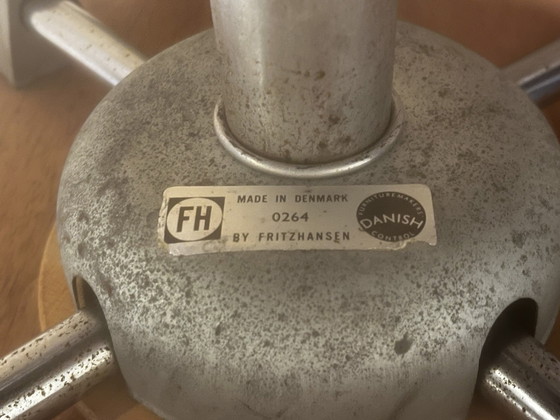 FH
MADE IN DENMARK
0264
BY FRITZHANSEN
FURNITUREMAKERS
DANISH
CONTROL